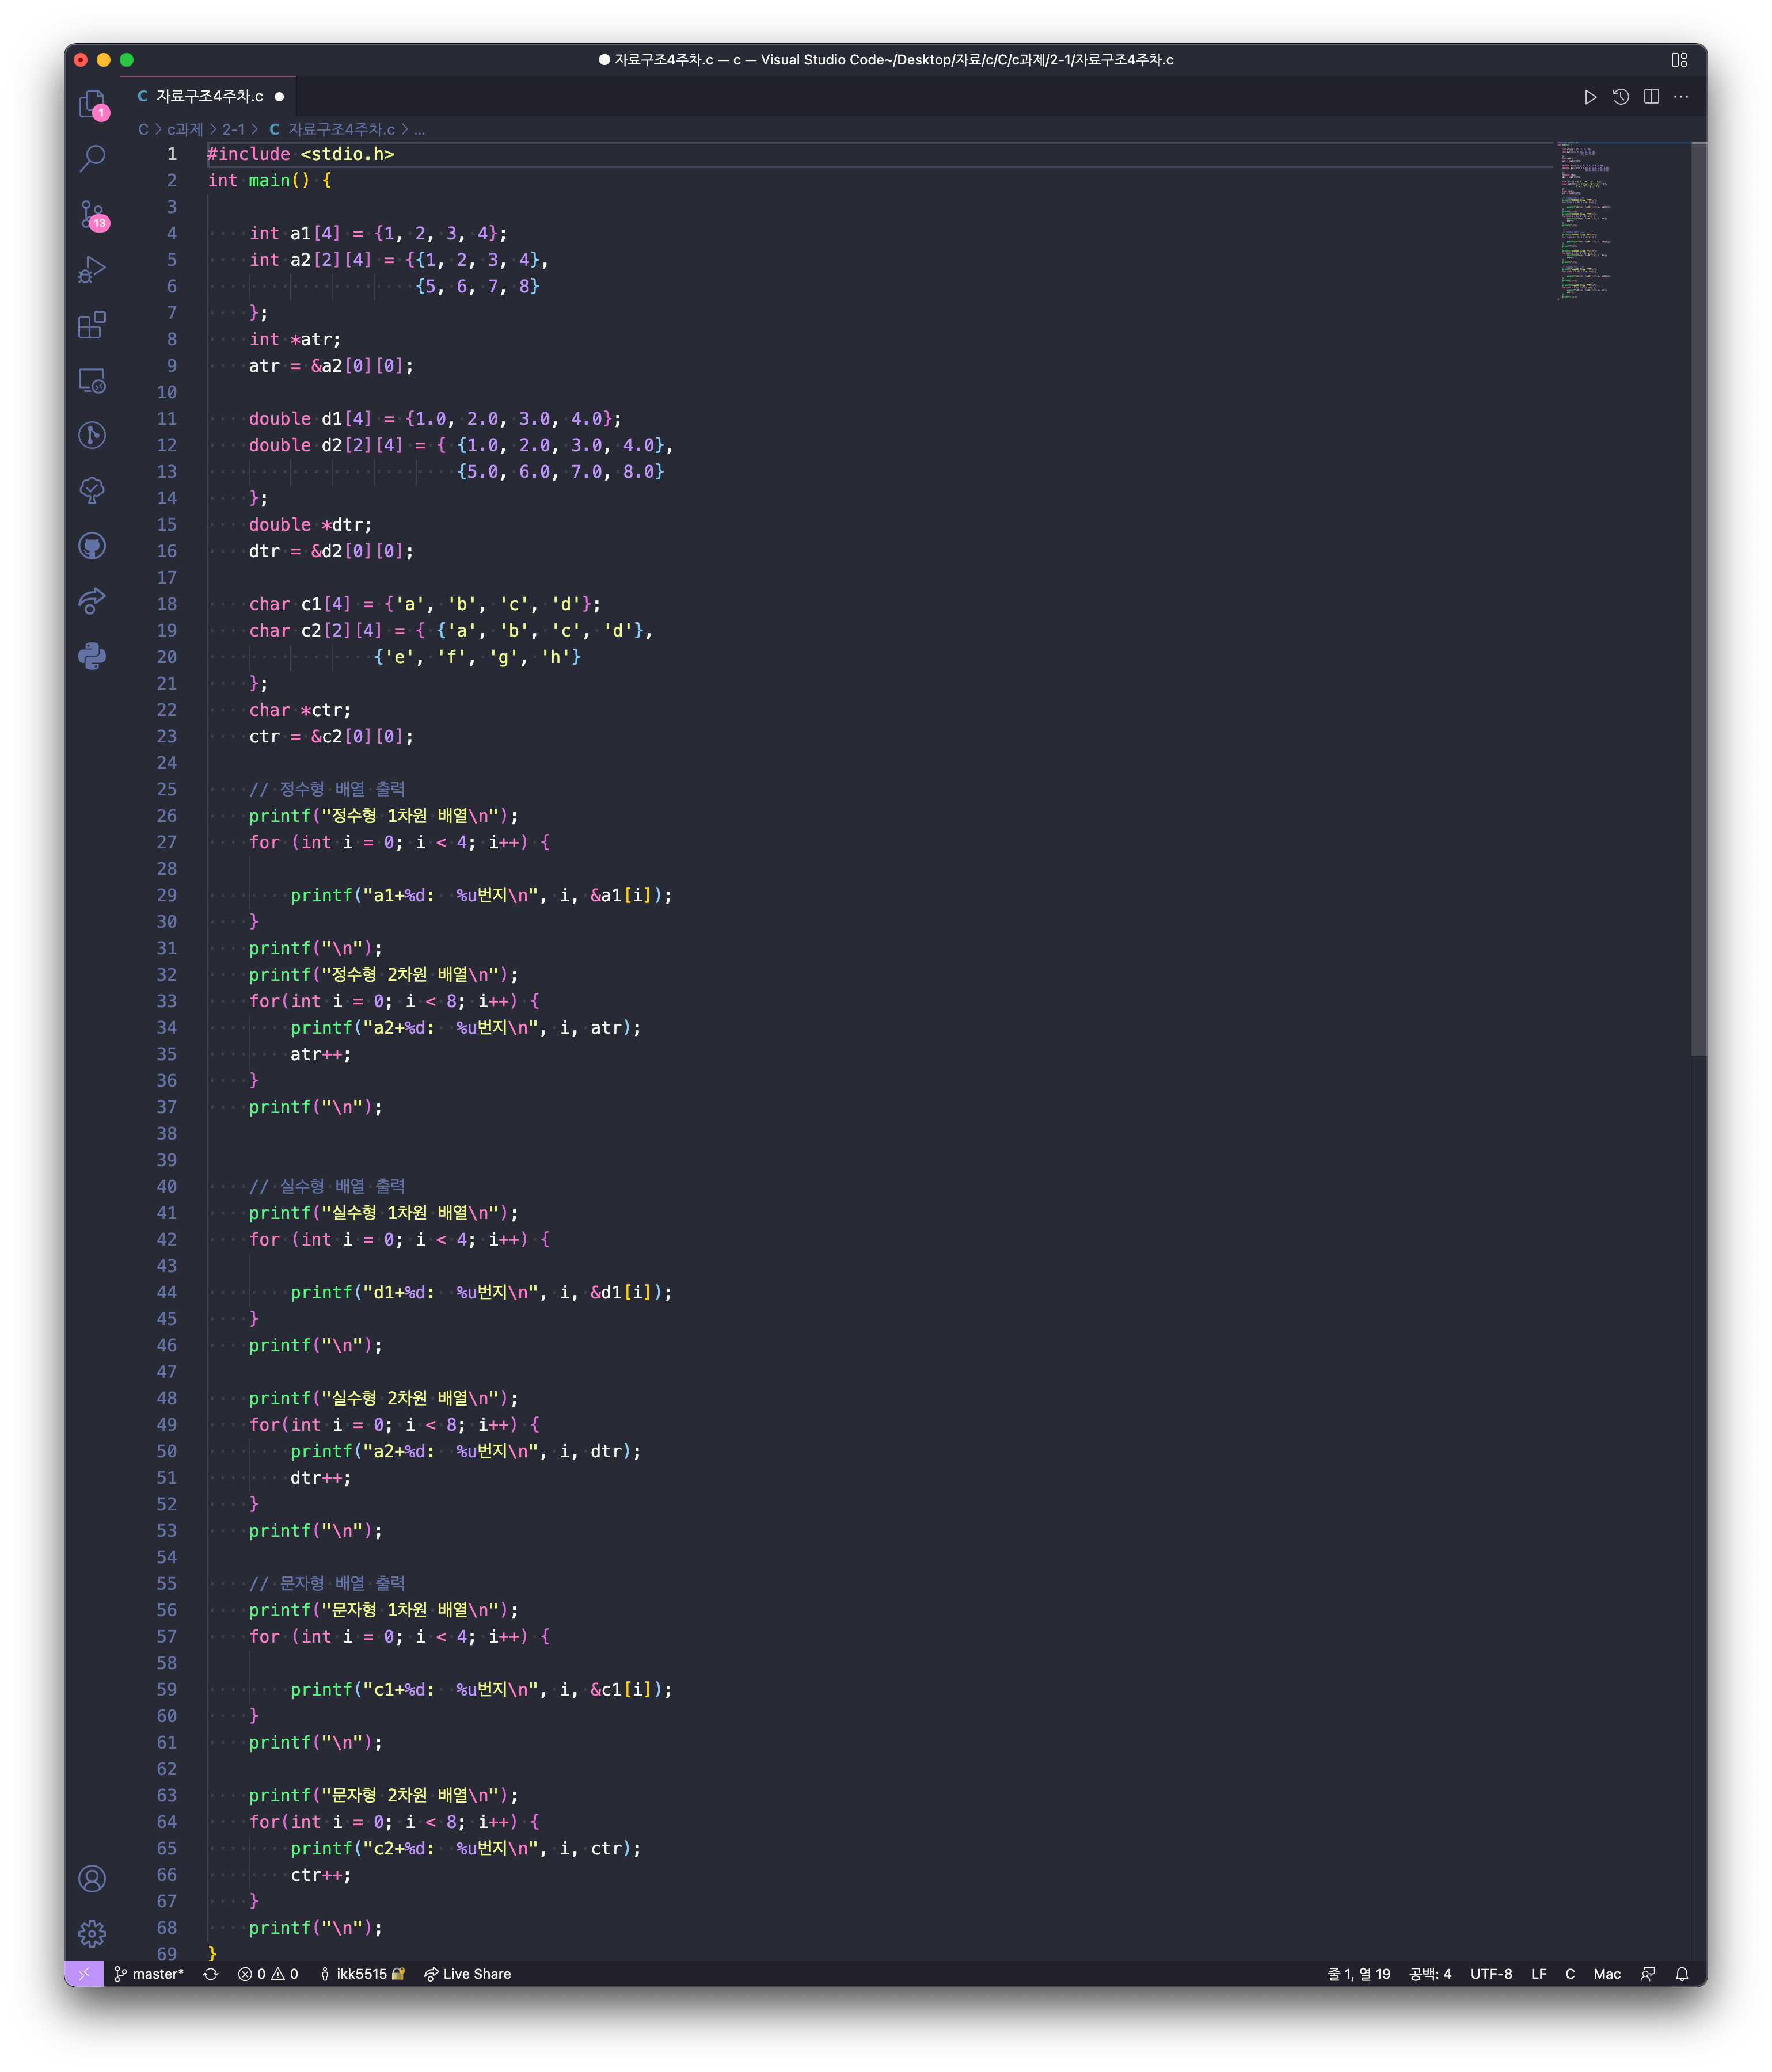 자료구조4주차.c — c — Visual Studio Code~/Desktop/자료/c/C/c과제/2-1/자료구조4주차.c
C 자료구조4주차.c
C > c과제 > 2-1 > C 자료구조4주차.c > ...
1
13
1 #include <stdio.h>
2 int main() {
3
4     int a1[4] = {1, 2, 3, 4};
5     int a2[2][4] = {{1, 2, 3, 4},
6                     {5, 6, 7, 8}
7     };
8     int *atr;
9     atr = &a2[0][0];
10
11     double d1[4] = {1.0, 2.0, 3.0, 4.0};
12     double d2[2][4] = { {1.0, 2.0, 3.0, 4.0},
13                         {5.0, 6.0, 7.0, 8.0}
14     };
15     double *dtr;
16     dtr = &d2[0][0];
17
18     char c1[4] = {'a', 'b', 'c', 'd'};
19     char c2[2][4] = { {'a', 'b', 'c', 'd'},
20                 {'e', 'f', 'g', 'h'}
21     };
22     char *ctr;
23     ctr = &c2[0][0];
24
25     // 정수형 배열 출력
26     printf("정수형 1차원 배열\n");
27     for (int i = 0; i < 4; i++) {
28
29         printf("a1+%d:  %u번지\n", i, &a1[i]);
30     }
31     printf("\n");
32     printf("정수형 2차원 배열\n");
33     for(int i = 0; i < 8; i++) {
34         printf("a2+%d:  %u번지\n", i, atr);
35         atr++;
36     }
37     printf("\n");
38
39
40     // 실수형 배열 출력
41     printf("실수형 1차원 배열\n");
42     for (int i = 0; i < 4; i++) {
43
44         printf("d1+%d:  %u번지\n", i, &d1[i]);
45     }
46     printf("\n");
47
48     printf("실수형 2차원 배열\n");
49     for(int i = 0; i < 8; i++) {
50         printf("a2+%d:  %u번지\n", i, dtr);
51         dtr++;
52     }
53     printf("\n");
54
55     // 문자형 배열 출력
56     printf("문자형 1차원 배열\n");
57     for (int i = 0; i < 4; i++) {
58
59         printf("c1+%d:  %u번지\n", i, &c1[i]);
60     }
61     printf("\n");
62
63     printf("문자형 2차원 배열\n");
64     for(int i = 0; i < 8; i++) {
65         printf("c2+%d:  %u번지\n", i, ctr);
66         ctr++;
67     }
68     printf("\n");
69 }
master* 0 0 ikk5515 Live Share 줄 1, 열 19 공백: 4 UTF-8 LF C Mac